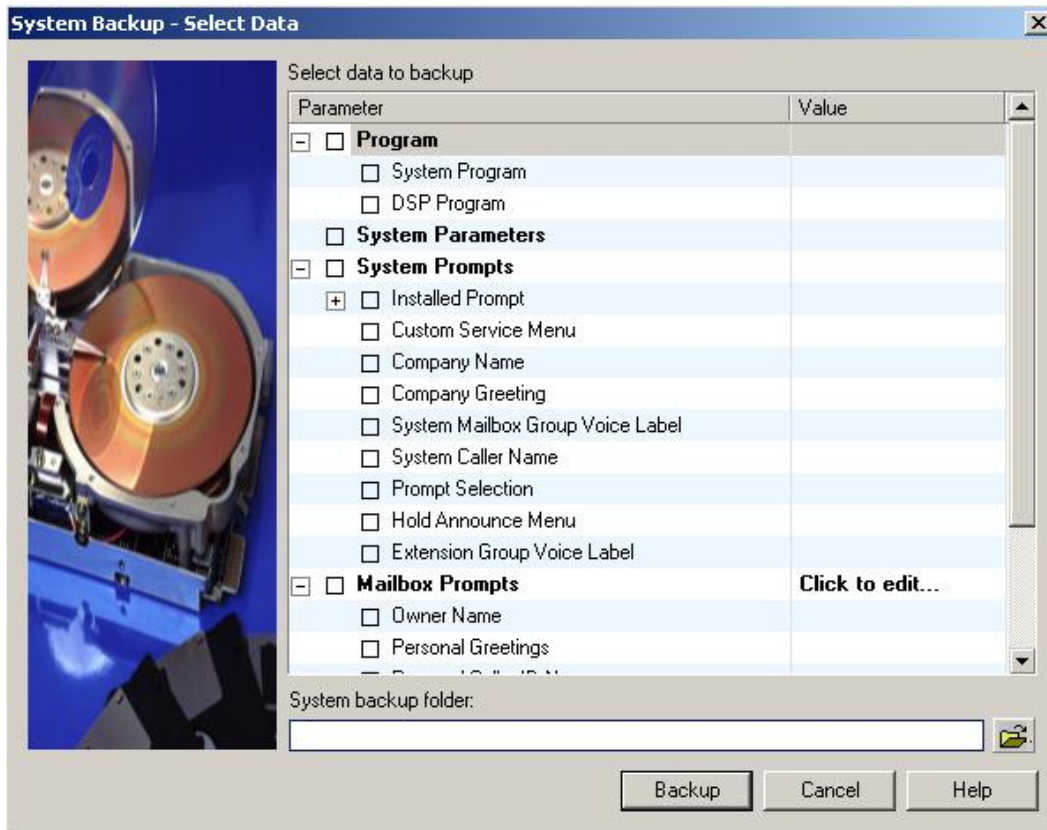 System Backup - Select Data
Select data to backup
Parameter Value
Program
System Program
DSP Program
System Parameters
System Prompts
Installed Prompt
Custom Service Menu
Company Name
Company Greeting
System Mailbox Group Voice Label
System Caller Name
Prompt Selection
Hold Announce Menu
Extension Group Voice Label
Mailbox Prompts Click to edit...
Owner Name
Personal Greetings
System backup folder:
Backup Cancel Help